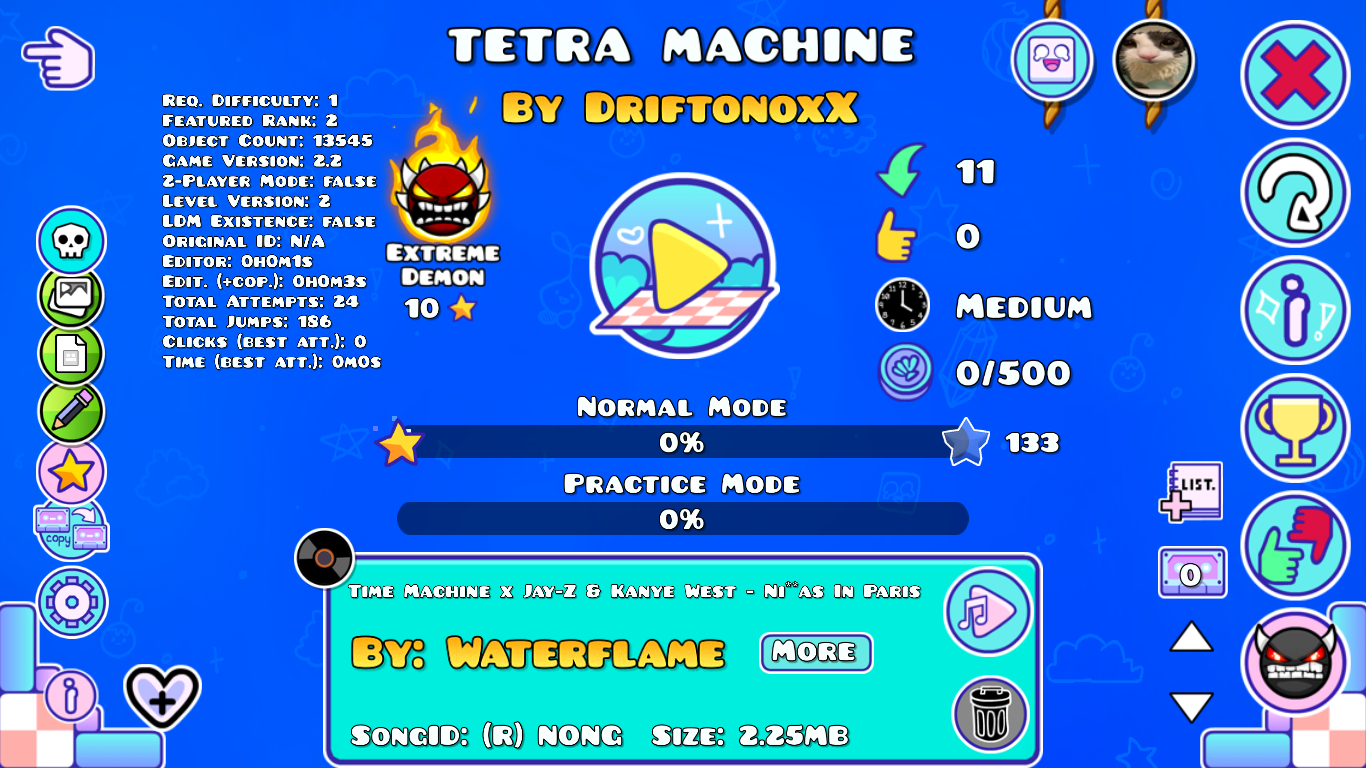 TETRA MACHINE
By DriftonoxX
Req. Difficulty: 1
Featured Rank: 2
Object Count: 13545
Game Version: 2.2
2-Player Mode: false
Level Version: 2
LDM Existence: false
Original ID: N/A
Editor: 0h0m1s
Edit. (+cop.): 0h0m3s
Total Attempts: 24
Total Jumps: 186
Clicks (best att.): 0
Time (best att.): 0m0s
Extreme
Demon
10
11
0
Medium
0/500
Normal Mode
0%
133
Practice Mode
0%
copy
LIST.
0
Time Machine x Jay-Z & Kanye West - Ni**as In Paris
By: Waterflame
More
SongID: (R) NONG Size: 2.25MB